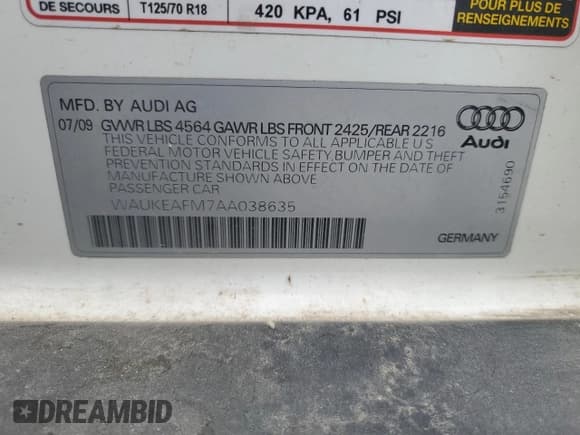 DE SECOURS T125/70 R18 420 KPA, 61 PSI
POUR PLUS DE
RENSEIGNEMENTS
MFD. BY AUDI AG
07/09 GVWR LBS 4564 GAWR LBS FRONT 2425/REAR 2216
THIS VEHICLE CONFORMS TO ALL APPLICABLE U S
FEDERAL MOTOR VEHICLE SAFETY, BUMPER AND THEFT
PREVENTION STANDARDS IN EFFECT ON THE DATE OF
MANUFACTURE SHOWN ABOVE
PASSENGER CAR
WAUKEAFM7AA038635
Audi
3154690
GERMANY
DREAMBID